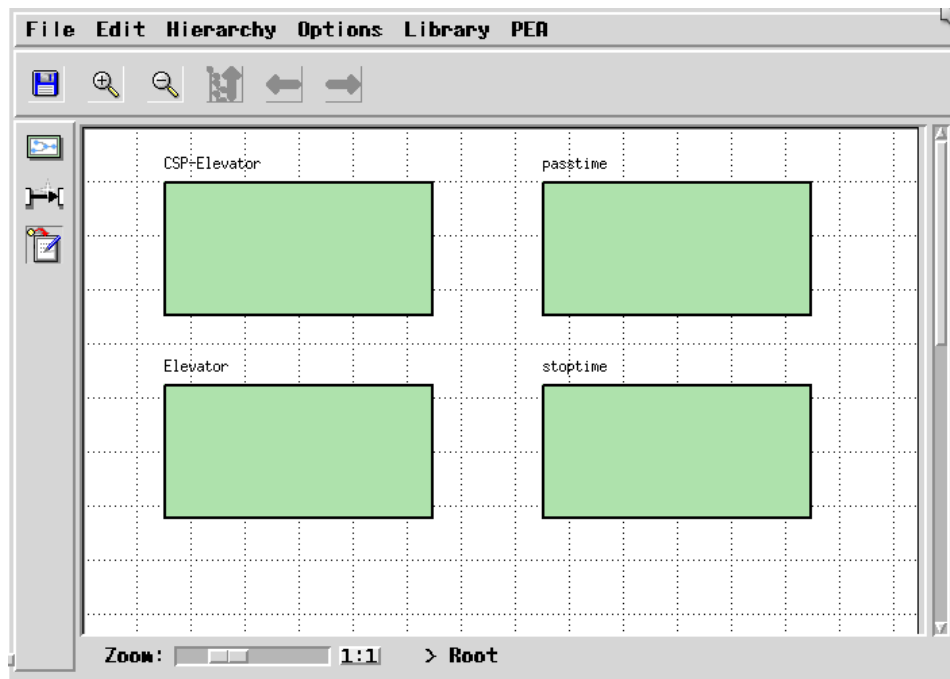 File Edit Hierarchy Options Library PEA
CSP-Elevator passtime
Elevator stoptime
Zoom: 1:1 > Root